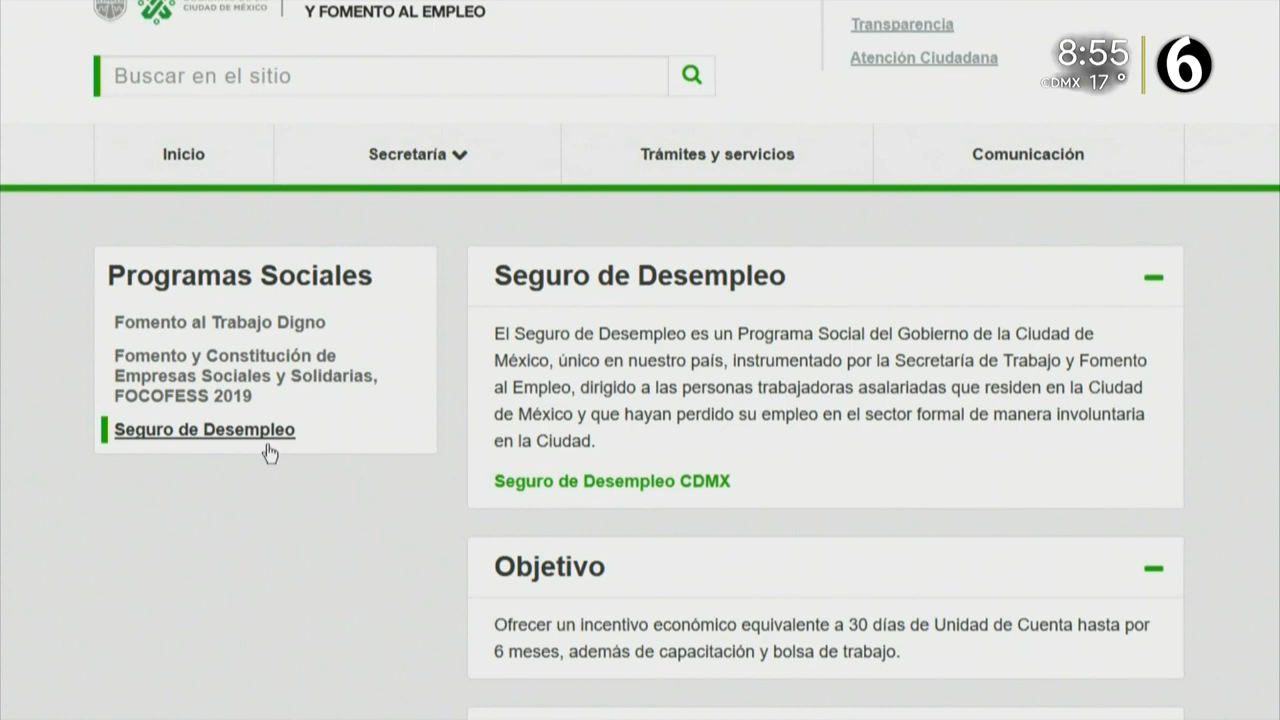 CIUDAD DE MÉXICO
Y FOMENTO AL EMPLEO
Transparencia
Atención Ciudadana
8:55
CDMX 17 °
6
Buscar en el sitio
Inicio
Secretaría
Trámites y servicios
Comunicación
Programas Sociales
Fomento al Trabajo Digno
Fomento y Constitución de
Empresas Sociales y Solidarias,
FOCOFESS 2019
Seguro de Desempleo
Seguro de Desempleo
El Seguro de Desempleo es un Programa Social del Gobierno de la Ciudad de
México, único en nuestro país, instrumentado por la Secretaría de Trabajo y Fomento
al Empleo, dirigido a las personas trabajadoras asalariadas que residen en la Ciudad
de México y que hayan perdido su empleo en el sector formal de manera involuntaria
en la Ciudad.
Seguro de Desempleo CDMX
Objetivo
Ofrecer un incentivo económico equivalente a 30 días de Unidad de Cuenta hasta por
6 meses, además de capacitación y bolsa de trabajo.